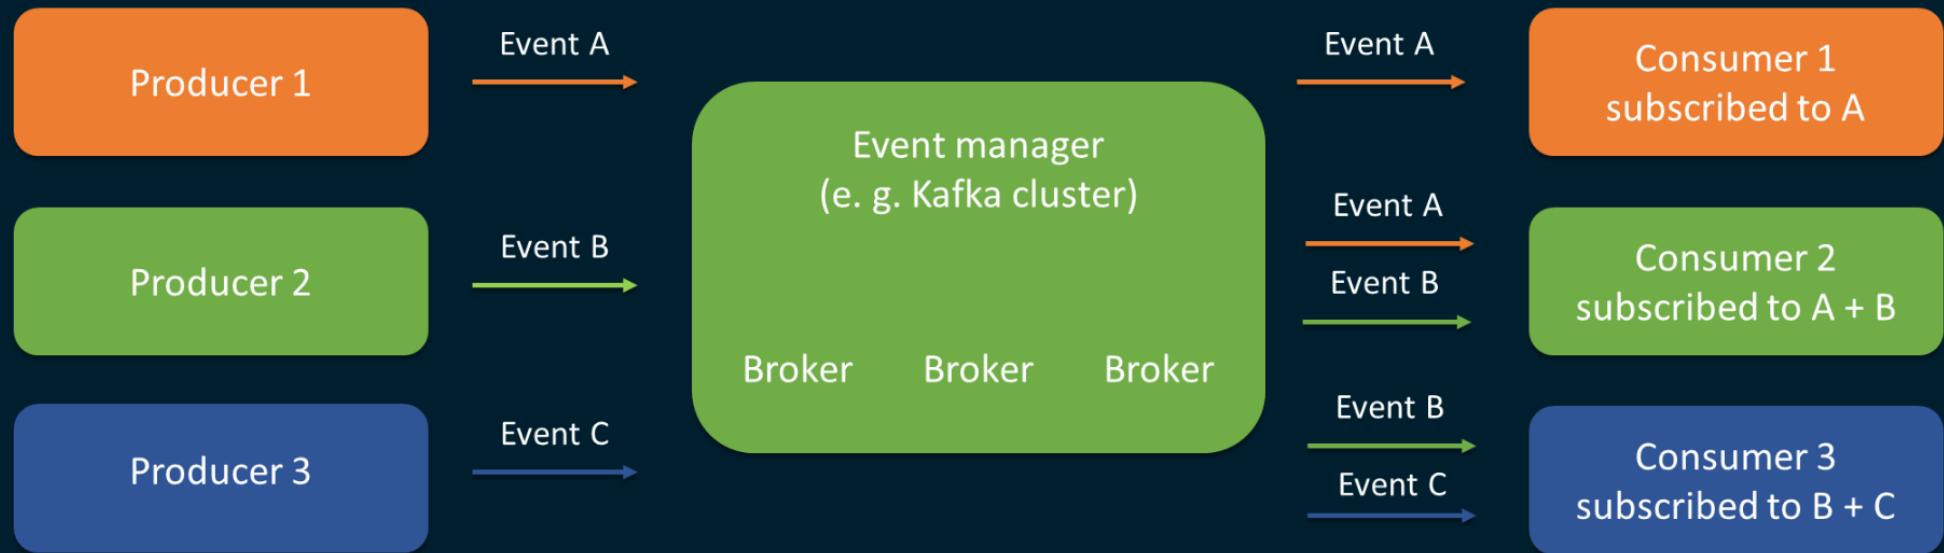 Producer 1
Event A
Producer 2
Event B
Producer 3
Event C
Event manager
(e. g. Kafka cluster)
Broker
Broker
Broker
Event A
Consumer 1
subscribed to A
Event A
Event B
Consumer 2
subscribed to A + B
Event B
Event C
Consumer 3
subscribed to B + C